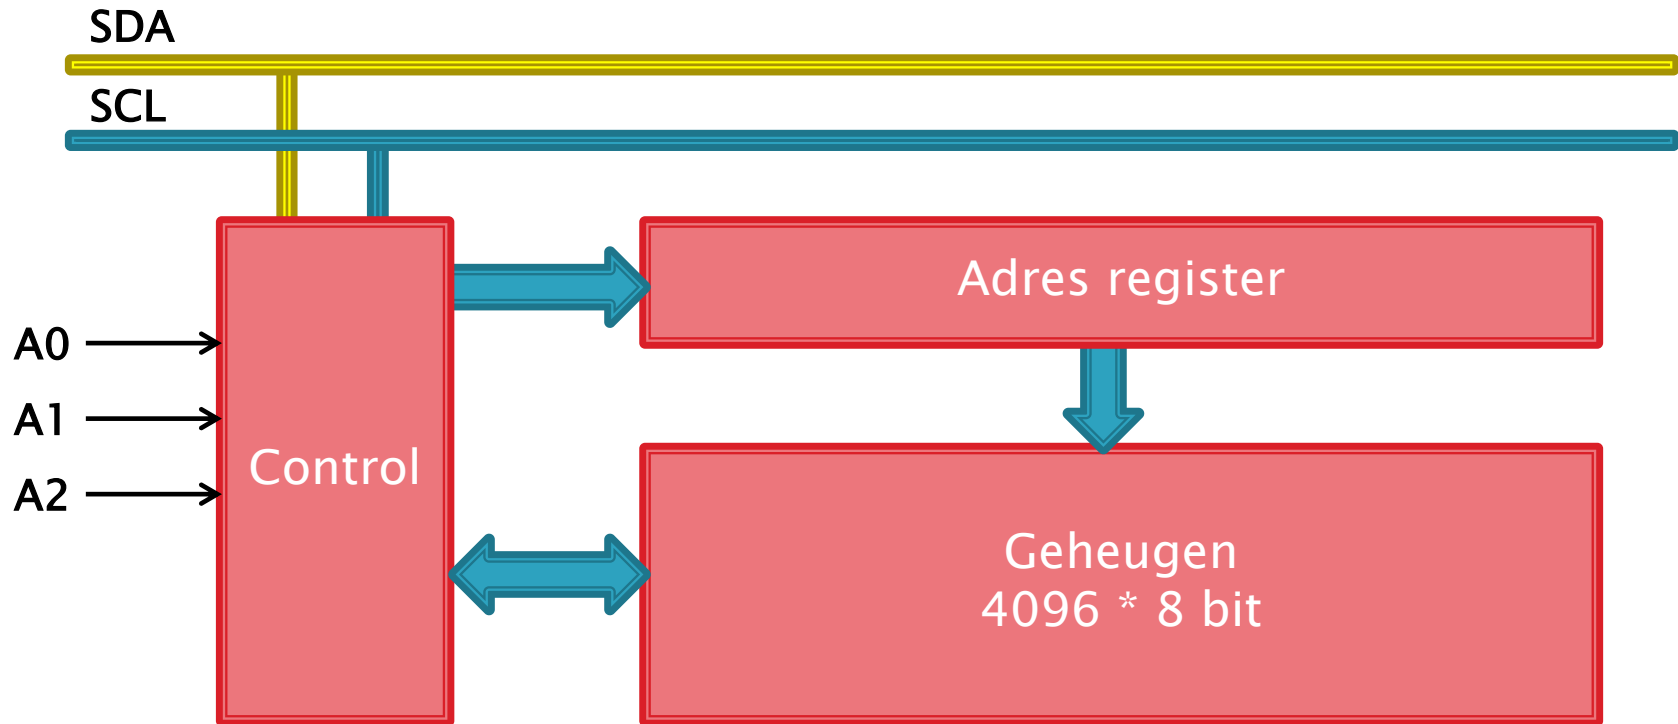 SDA
SCL
Adres register
A0
A1
A2
Control
Geheugen
4096 * 8 bit